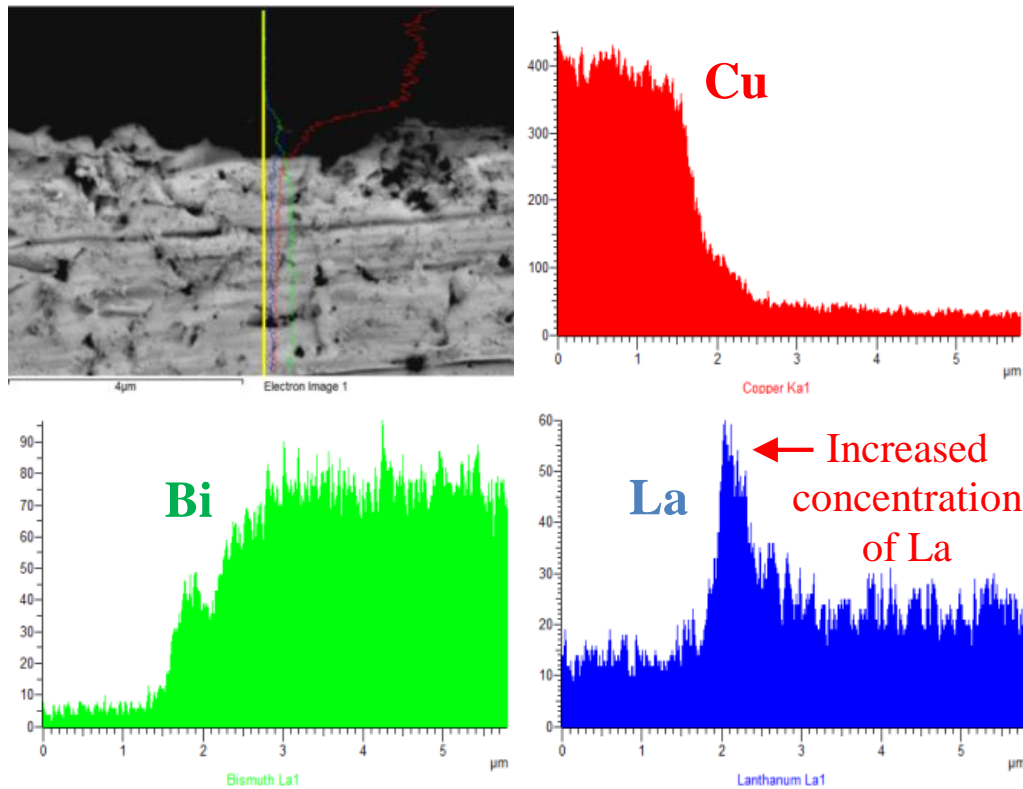 4µm
Electron Image 1
Cu
400
300
200
100
0
0 1 2 3 4 5
µm
Copper Ka1
Bi
90
80
70
60
50
40
30
20
10
0
0 1 2 3 4 5
µm
Bismuth La1
La
Increased
concentration
of La
60
50
40
30
20
10
0
0 1 2 3 4 5
µm
Lanthanum La1